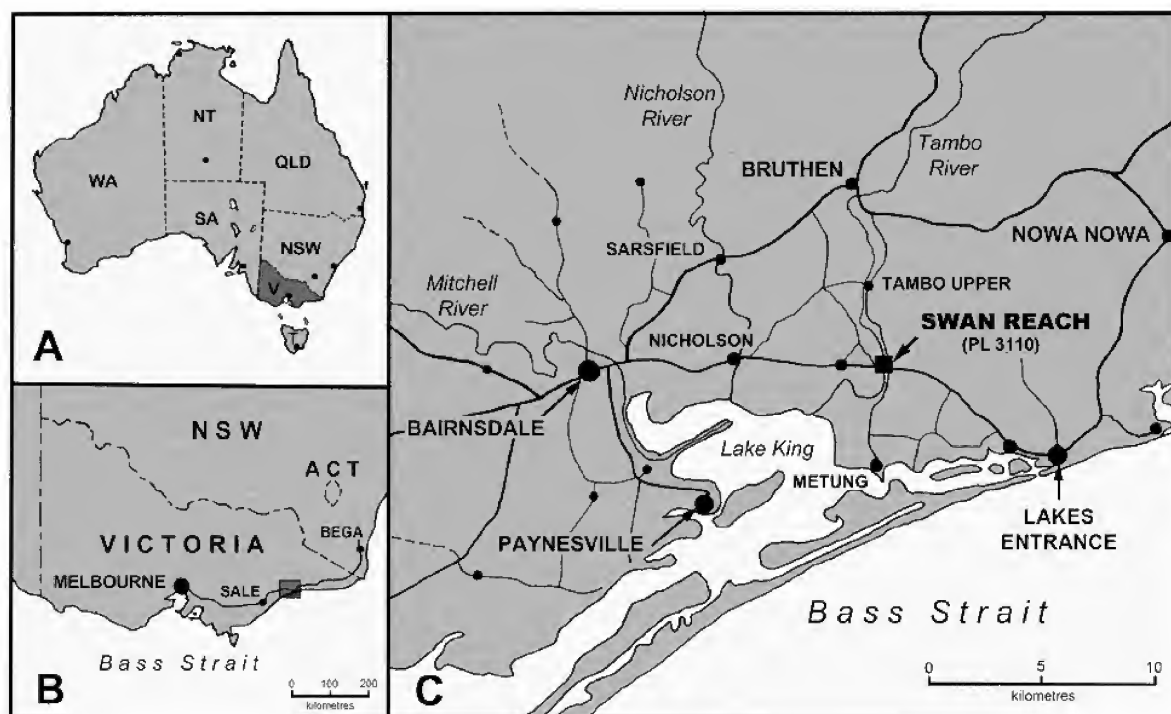 NT
WA
QLD
SA
NSW
V
A
NSW
ACT
BEGA
VICTORIA
MELBOURNE
SALE
Bass Strait
B
0 100 200
kilometres
Nicholson
River
Tambo
River
BRUTHEN
SARSFIELD
NOWA NOWA
Mitchell
River
TAMBO UPPER
SWAN REACH
(PL 3110)
NICHOLSON
BAIRNSDALE
Lake King
METUNG
PAYNESVILLE
LAKES
ENTRANCE
Bass Strait
C
0 5 10
kilometres